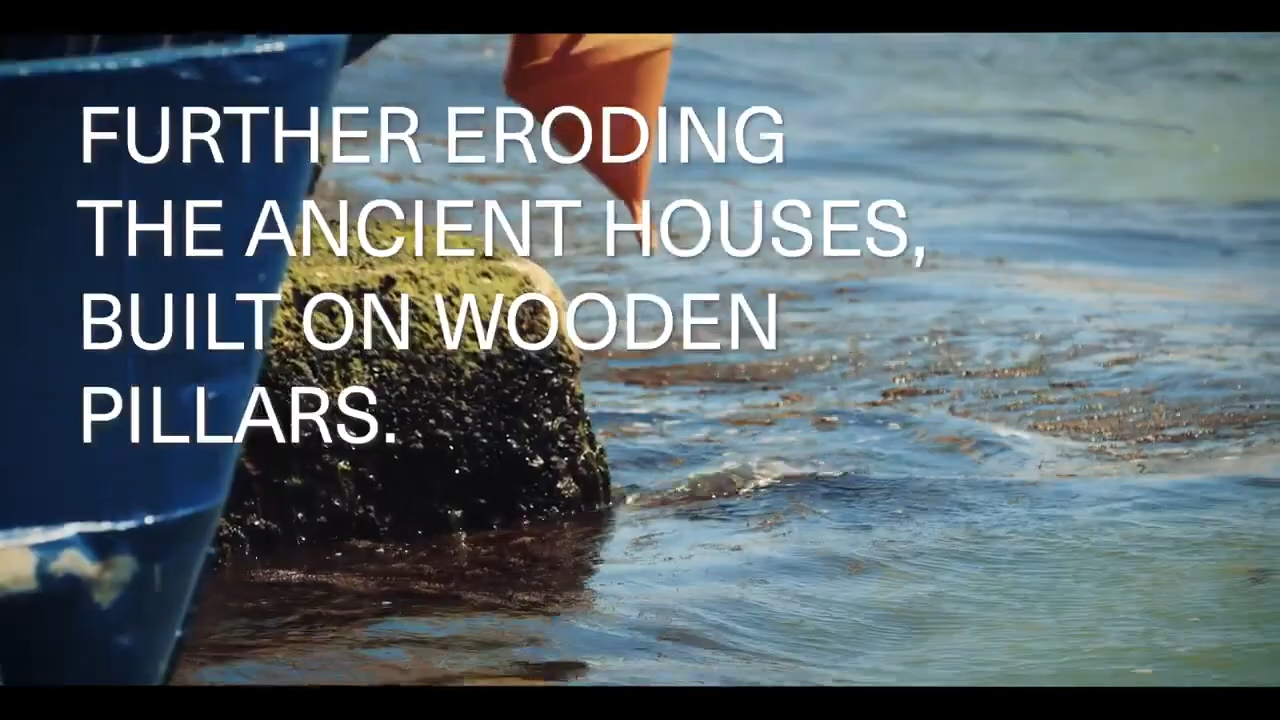 FURTHER ERODING
THE ANCIENT HOUSES,
BUILT ON WOODEN
PILLARS.